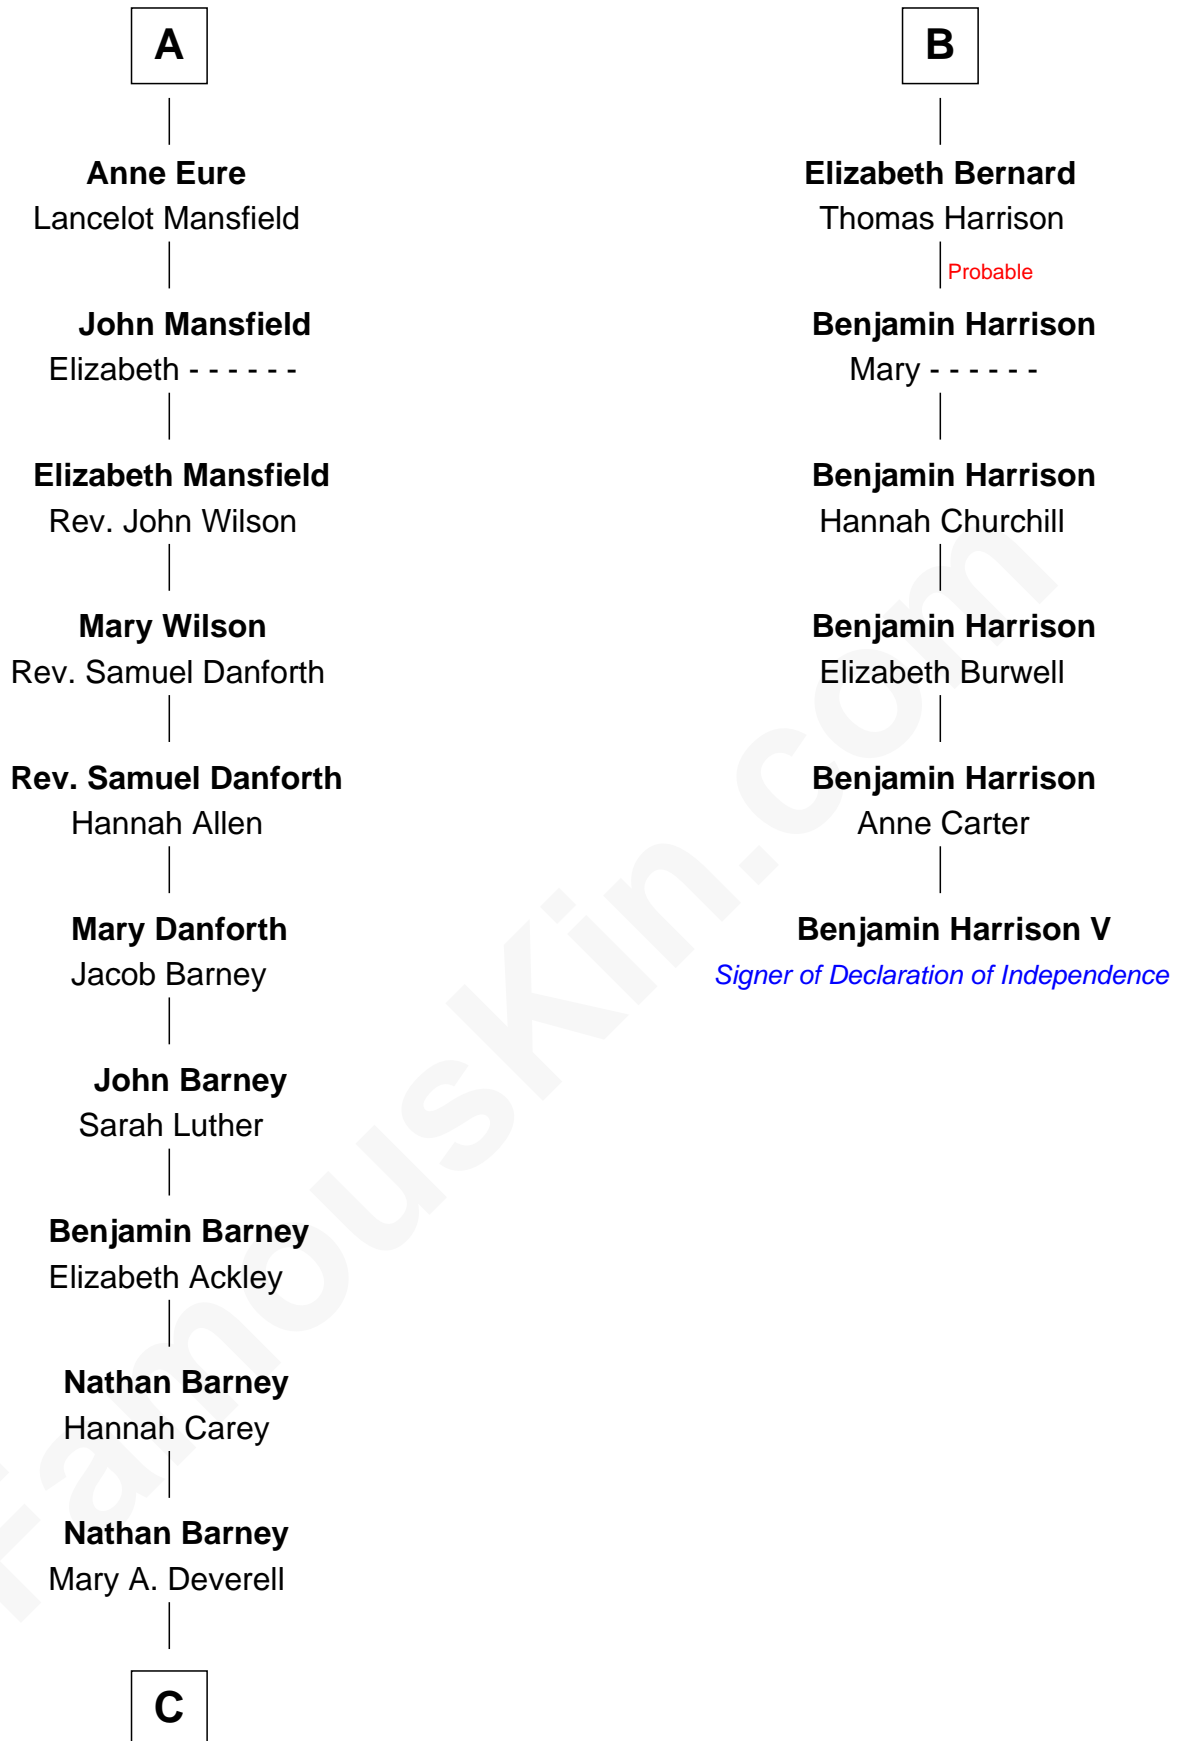 A
Anne Eure
Lancelot Mansfield
John Mansfield
Elizabeth - - - - - -
Elizabeth Mansfield
Rev. John Wilson
Mary Wilson
Rev. Samuel Danforth
Rev. Samuel Danforth
Hannah Allen
Mary Danforth
Jacob Barney
John Barney
Sarah Luther
Benjamin Barney
Elizabeth Ackley
Nathan Barney
Hannah Carey
Nathan Barney
Mary A. Deverell
C
B
Elizabeth Bernard
Thomas Harrison
Probable
Benjamin Harrison
Mary - - - - - -
Benjamin Harrison
Hannah Churchill
Benjamin Harrison
Elizabeth Burwell
Benjamin Harrison
Anne Carter
Benjamin Harrison V
Signer of Declaration of Independence
FamousKin.com